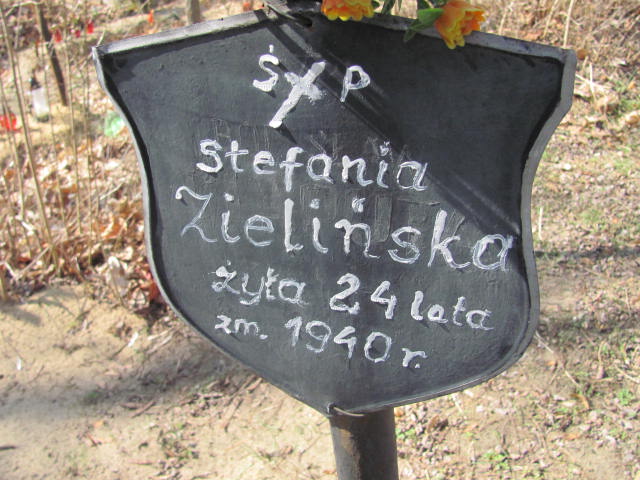 Ś P
Stefania
Zielińska
żyła 24 lata
zm. 1940 r.